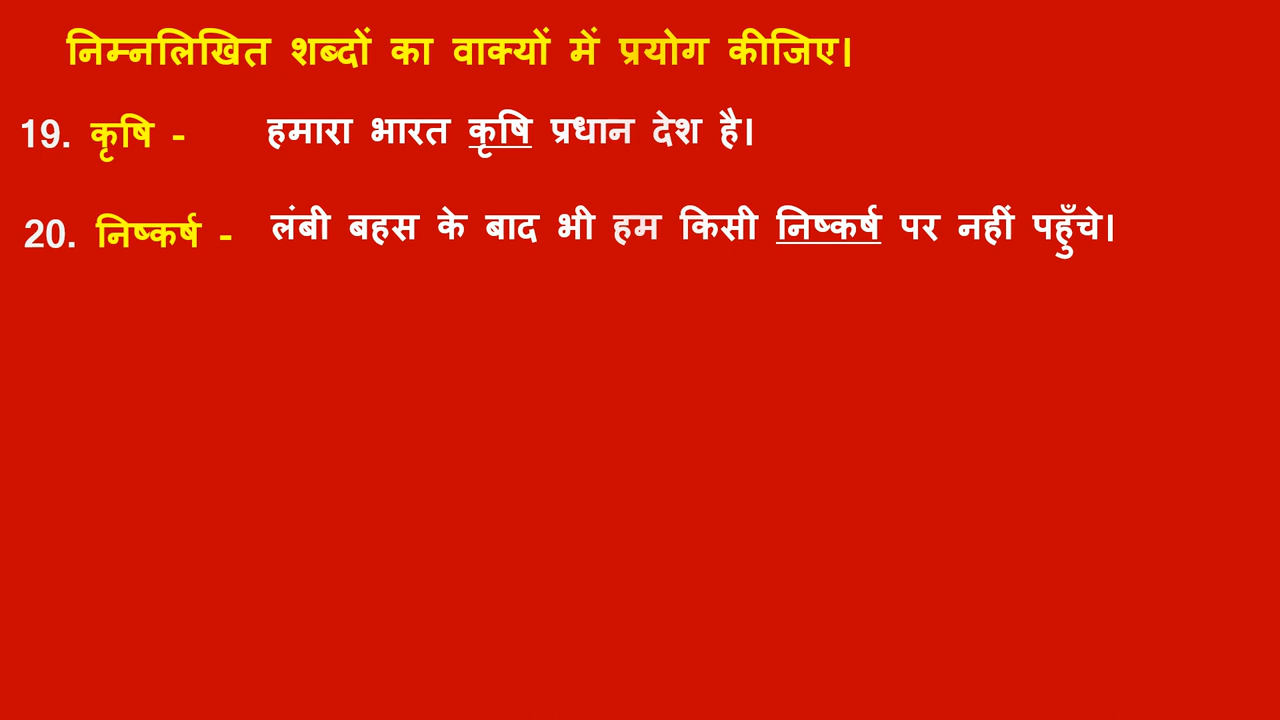 निम्नलिखित शब्दों का वाक्यों में प्रयोग कीजिए।
19. कृषि - हमारा भारत कृषि प्रधान देश है।
20. निष्कर्ष - लंबी बहस के बाद भी हम किसी निष्कर्ष पर नहीं पहुँचे।